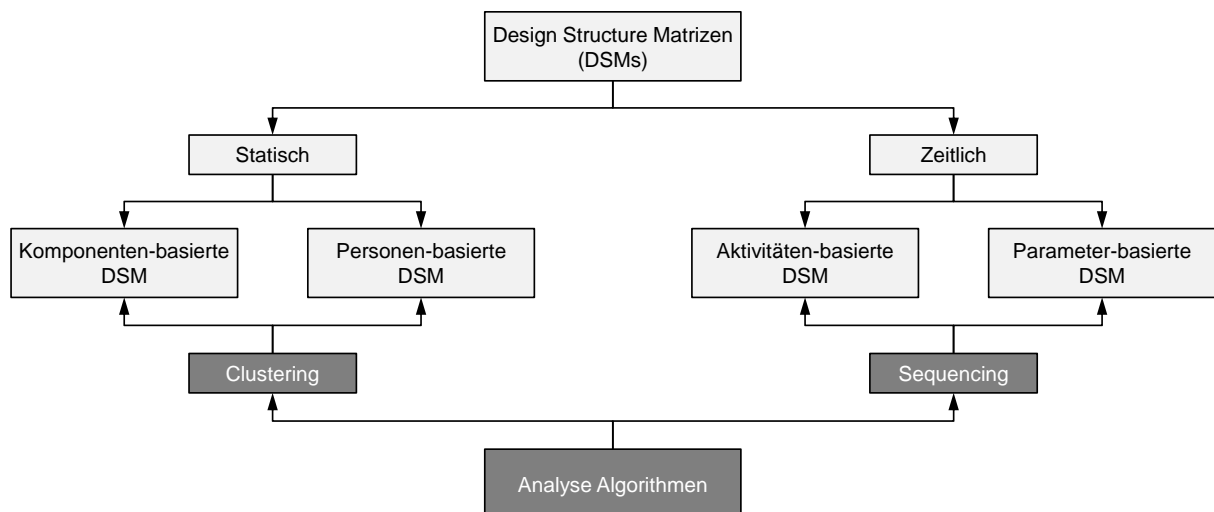 Design Structure Matrizen
(DSMs)
Statisch
Zeitlich
Komponenten-basierte
DSM
Personen-basierte
DSM
Aktivitäten-basierte
DSM
Parameter-basierte
DSM
Clustering
Sequencing
Analyse Algorithmen